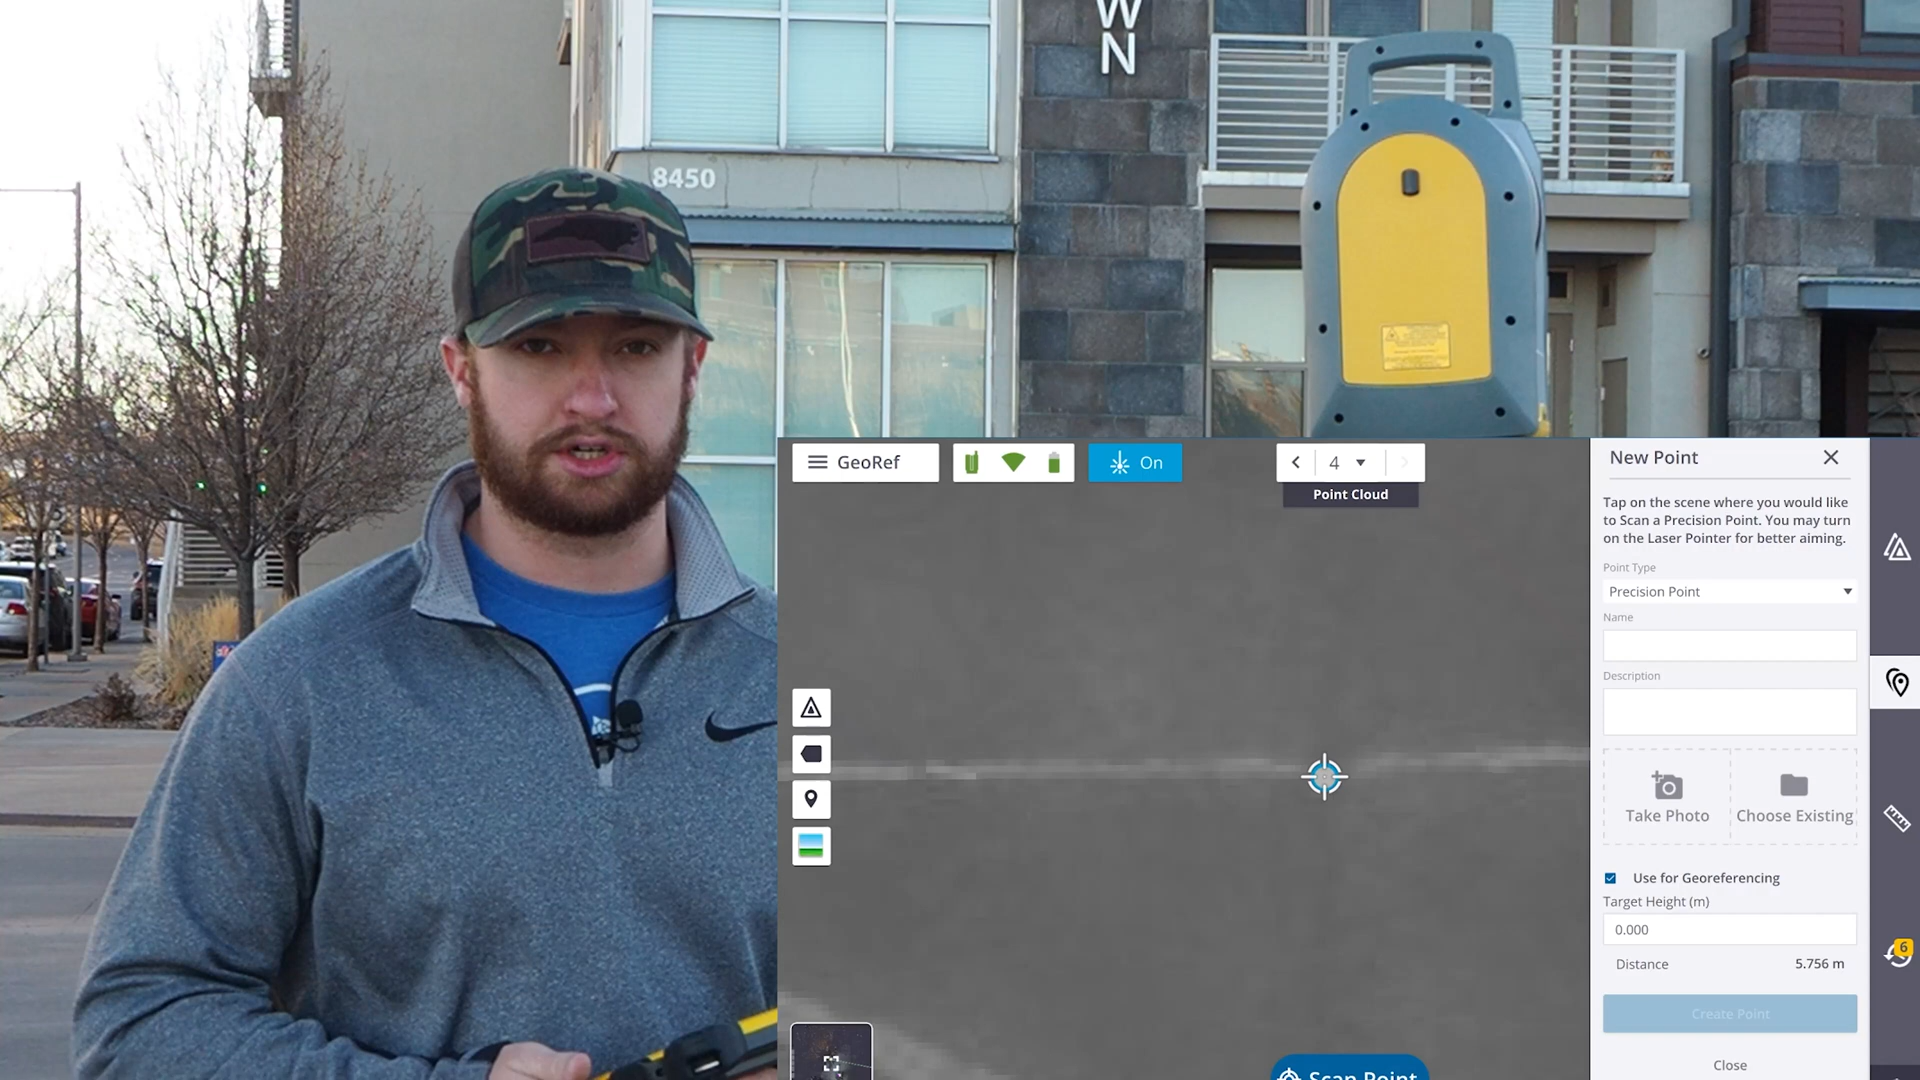 W
N
8450
GeoRef
On
4
Point Cloud
New Point
Tap on the scene where you would like
to Scan a Precision Point. You may turn
on the Laser Pointer for better aiming.
Point Type
Precision Point
Name
Description
Take Photo
Choose Existing
Use for Georeferencing
Target Height (m)
0.000
Distance
5.756 m
6
Create Point
Close
Scan Point